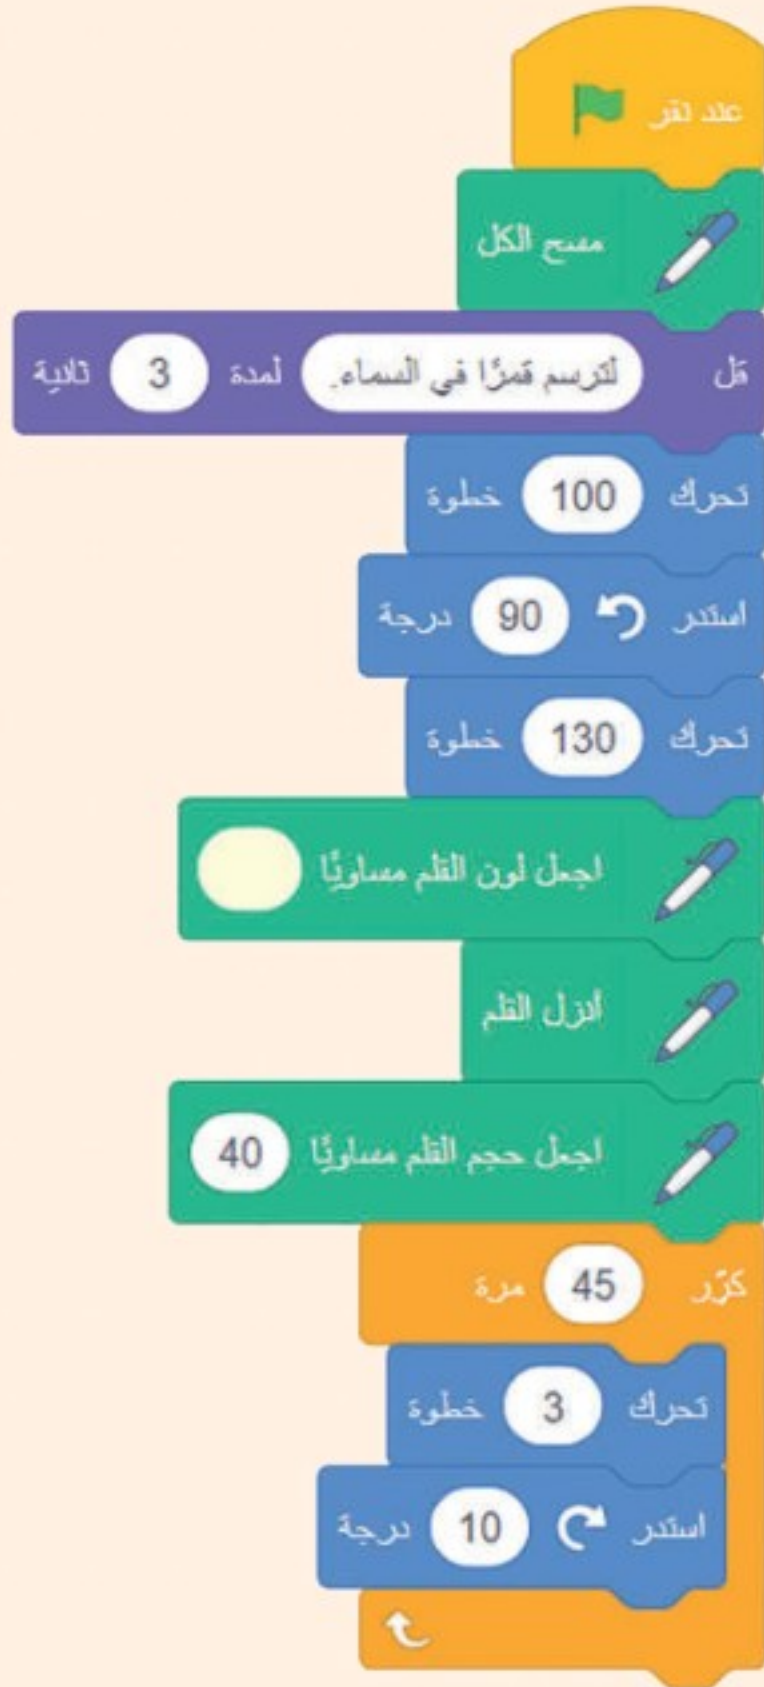 عند نقر
مسح الكل
قل لنرسم قمرًا في السماء. لمدة 3 ثانية
تحرك 100 خطوة
استدر 90 درجة
تحرك 130 خطوة
اجعل لون القلم مساويًا
أنزل القلم
اجعل حجم القلم مساويًا 40
كرّر 45 مرة
تحرك 3 خطوة
استدر 10 درجة